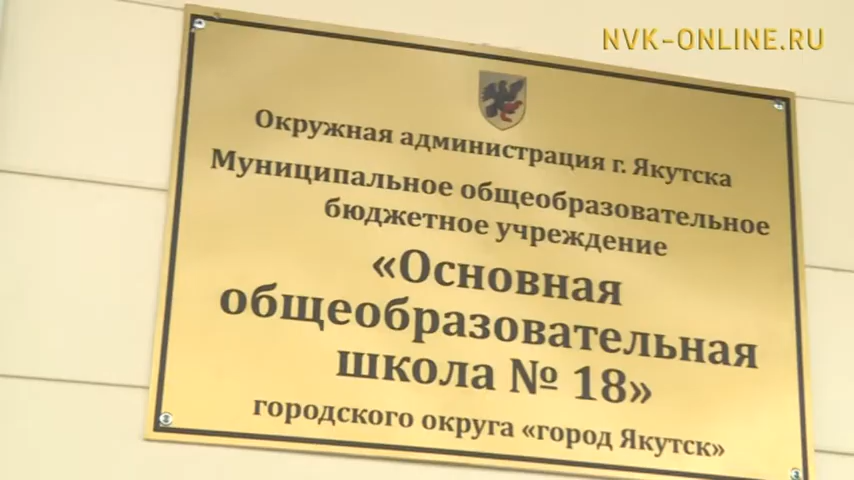 NVK-ONLINE.RU
Окружная администрация г. Якутска
Муниципальное общеобразовательное
бюджетное учреждение
«Основная
общеобразовательная
школа № 18»
городского округа «город Якутск»